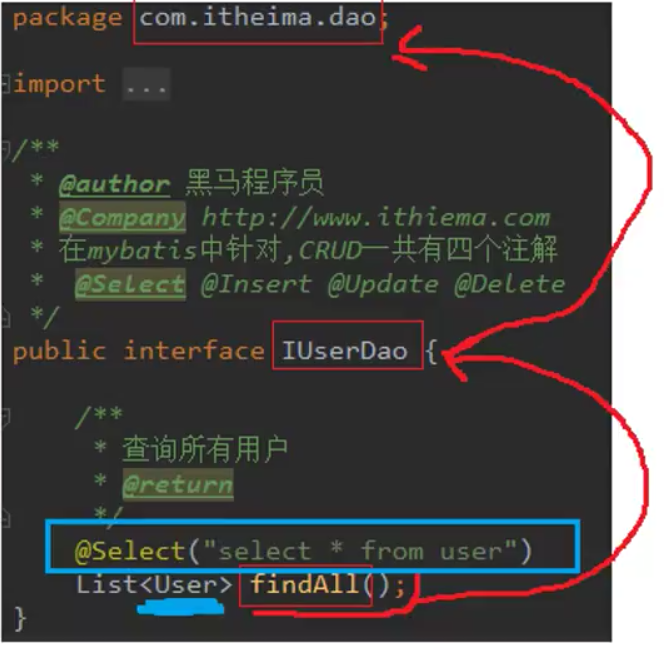 package com.itheima.dao;
import ...
/**
* @author 黑马程序员
* @Company http://www.ithiema.com
* 在mybatis中针对,CRUD一共有四个注解
* @Select @Insert @Update @Delete
*/
public interface IUserDao {
/**
* 查询所有用户
* @return
*/
@Select("select * from user")
List<User> findAll();
}